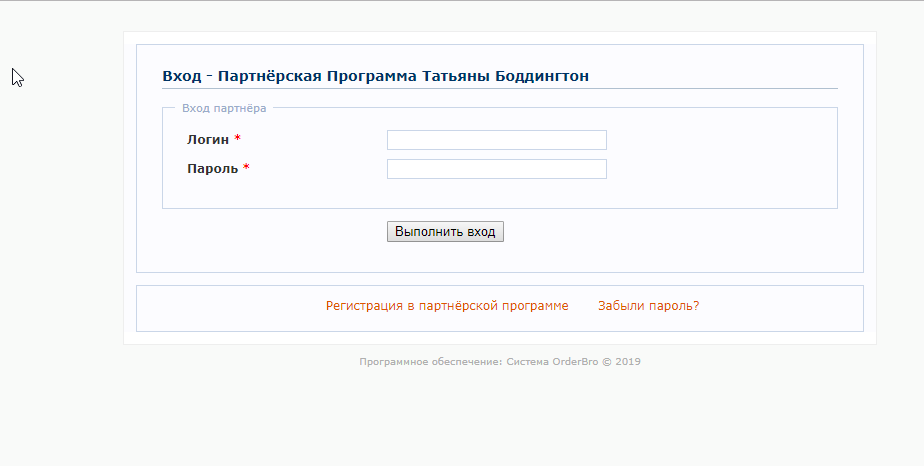 Вход - Партнёрская Программа Татьяны Боддингтон
Вход партнёра
Логин *
Пароль *
Выполнить вход
Регистрация в партнёрской программе Забыли пароль?
Программное обеспечение: Система OrderBro © 2019